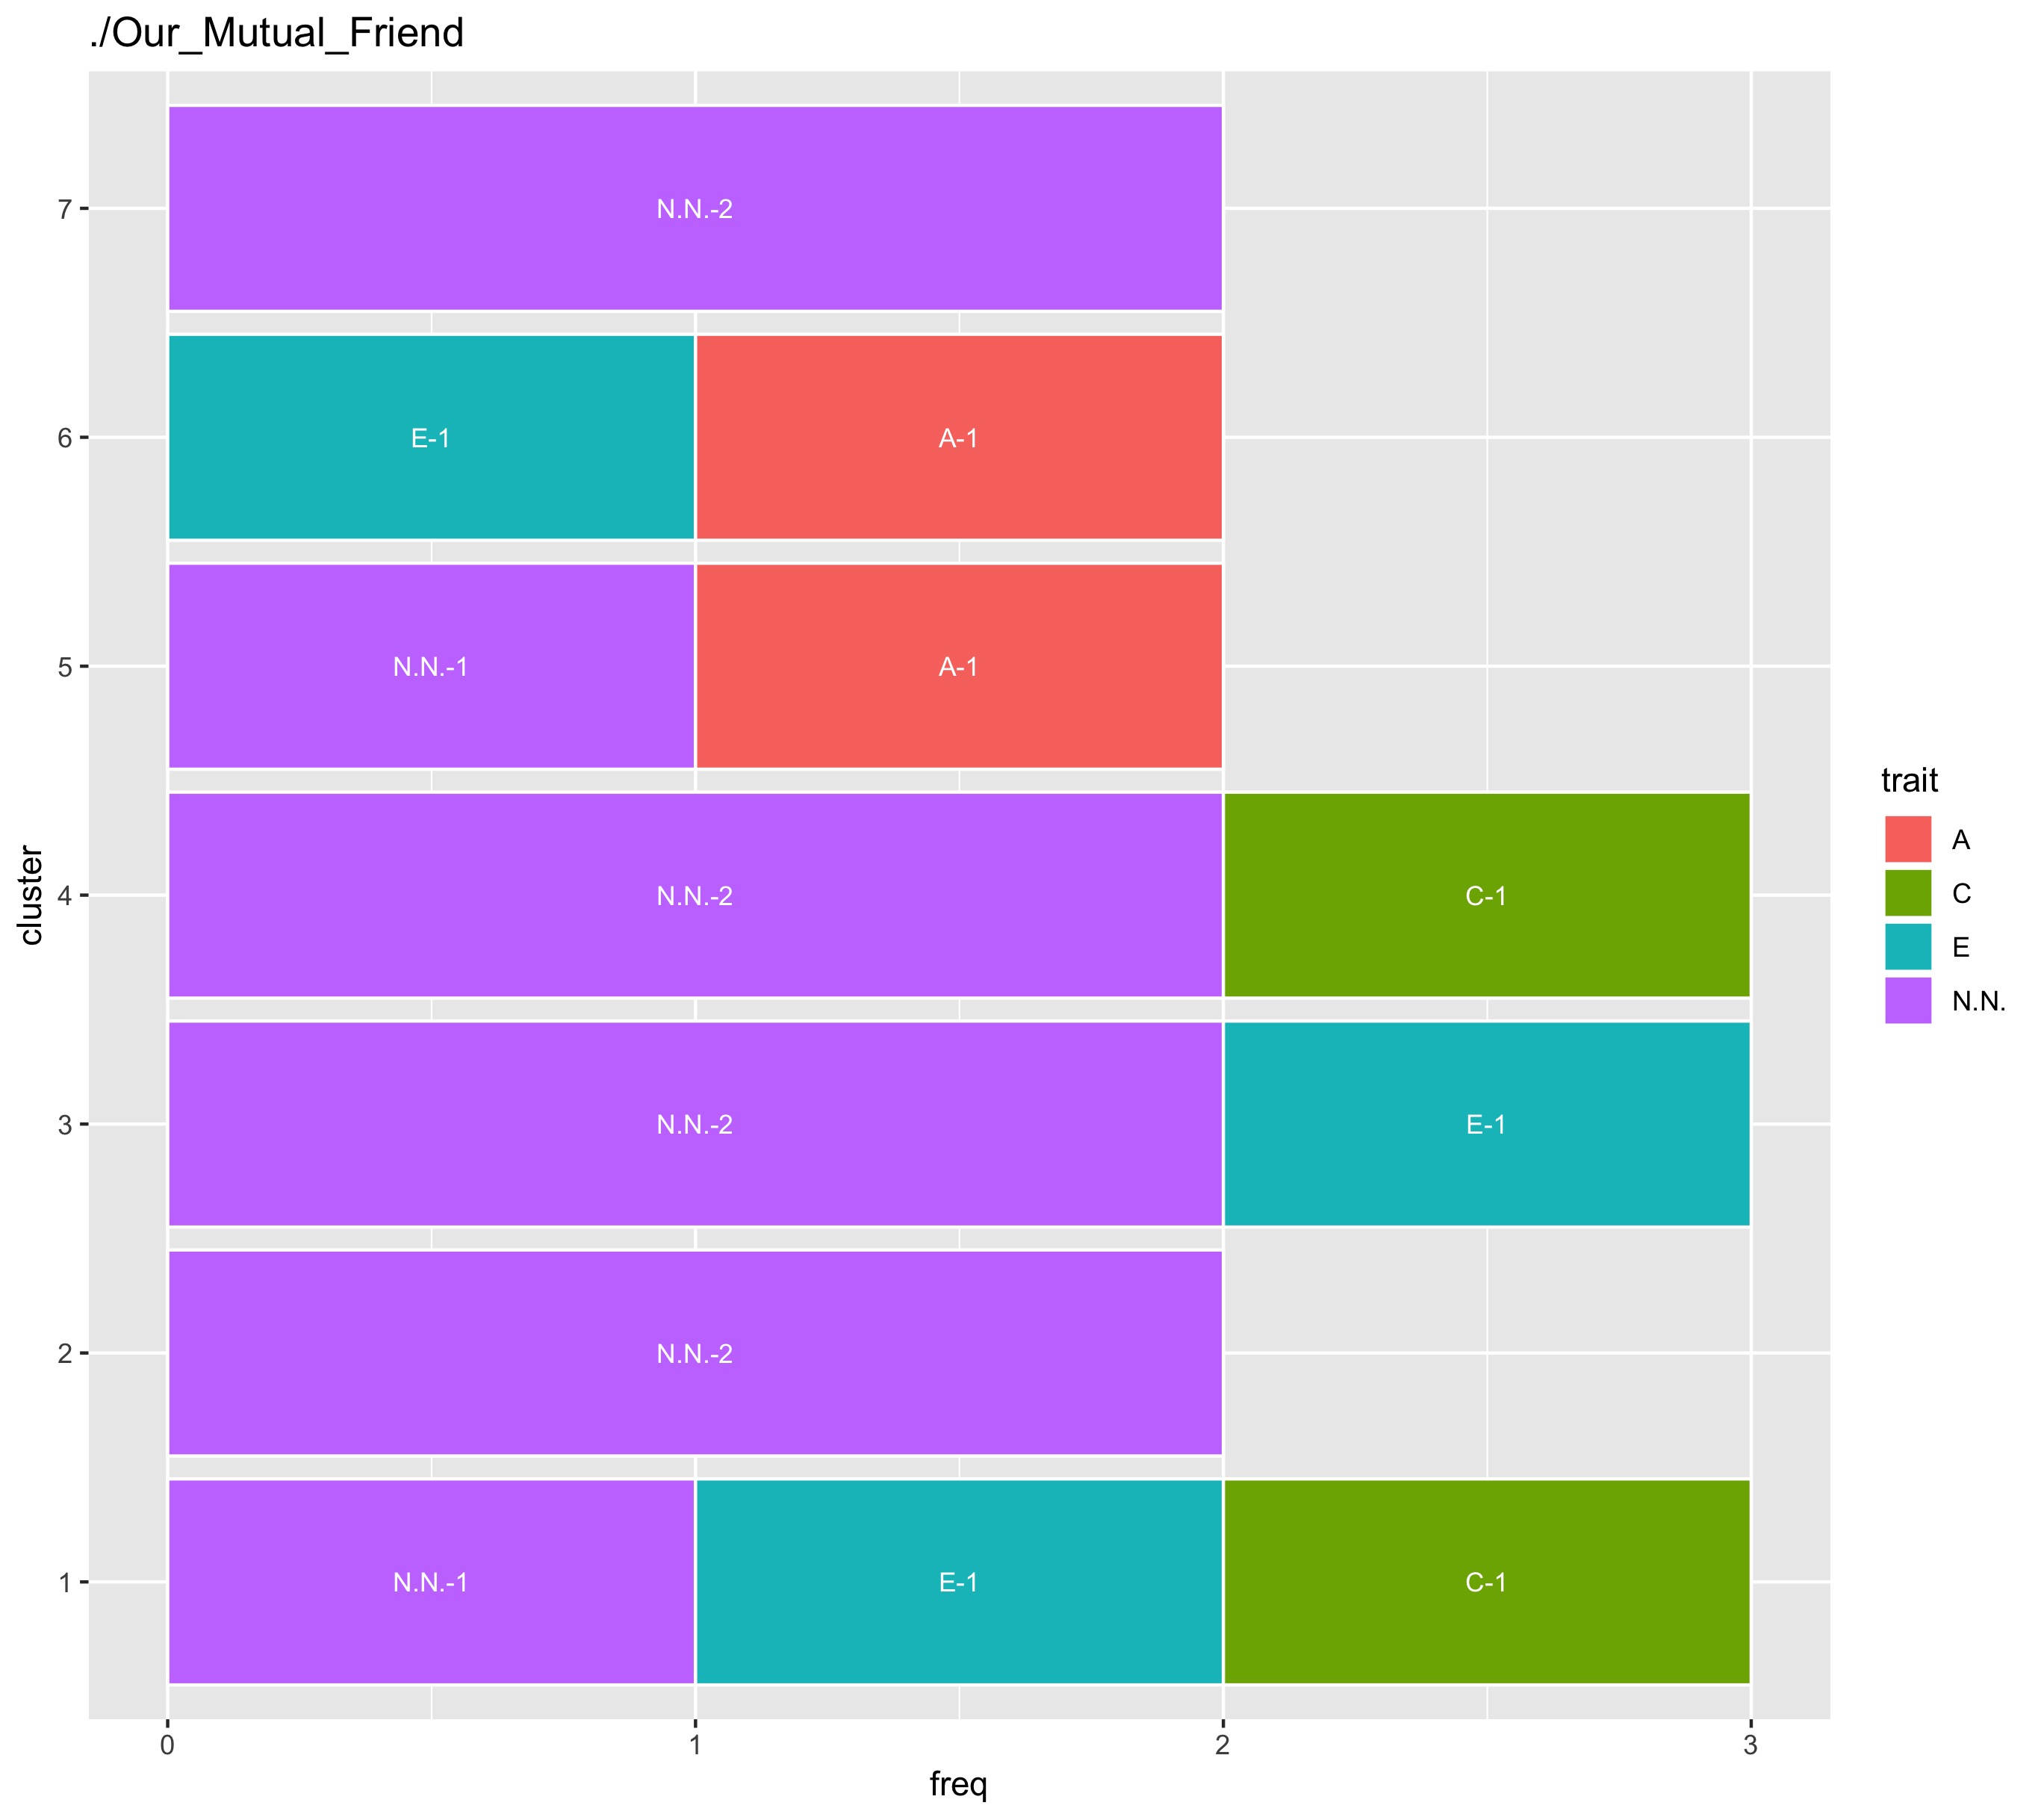 ./Our_Mutual_Friend
7
N.N.-2
6
E-1
A-1
5
N.N.-1
A-1
4
N.N.-2
C-1
3
N.N.-2
E-1
2
N.N.-2
1
N.N.-1
E-1
C-1
0
1
2
3
freq
cluster
trait
A
C
E
N.N.